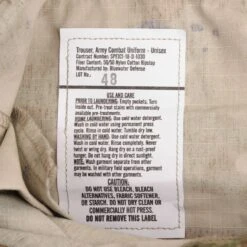 Trouser, Army Combat Uniform - Unisex
Contract Number: SPE1C1-18-D-1030
Fiber Content: 50/50 Nylon Cotton Ripstop
Manufactured by: Bluewater Defense
LOT No. 48
USE AND CARE
PRIOR TO LAUNDERING: Empty pockets. Turn
inside out. Pre-treat stains with commercially
available products.
HOME LAUNDERING: Use cold water detergent.
Wash in cold water using permanent press
cycle. Rinse in cold water. Tumble dry low.
WASHING BY HAND: Use cold water detergent.
Wash in cold water. Rinse completely. Never
twist or wring. Hang dry on a rust-proof
hanger. Do not hang dry in direct sunlight.
NOTE: Wash garment separate from other
garments. In military field operations, garment
may be washed with other garments.
CAUTION:
DO NOT USE BLEACH, BLEACH
ALTERNATIVES, FABRIC SOFTENER,
OR STARCH. DO NOT DRY CLEAN OR
COMMERCIALLY HOT PRESS
DO NOT REMOVE THIS LABEL